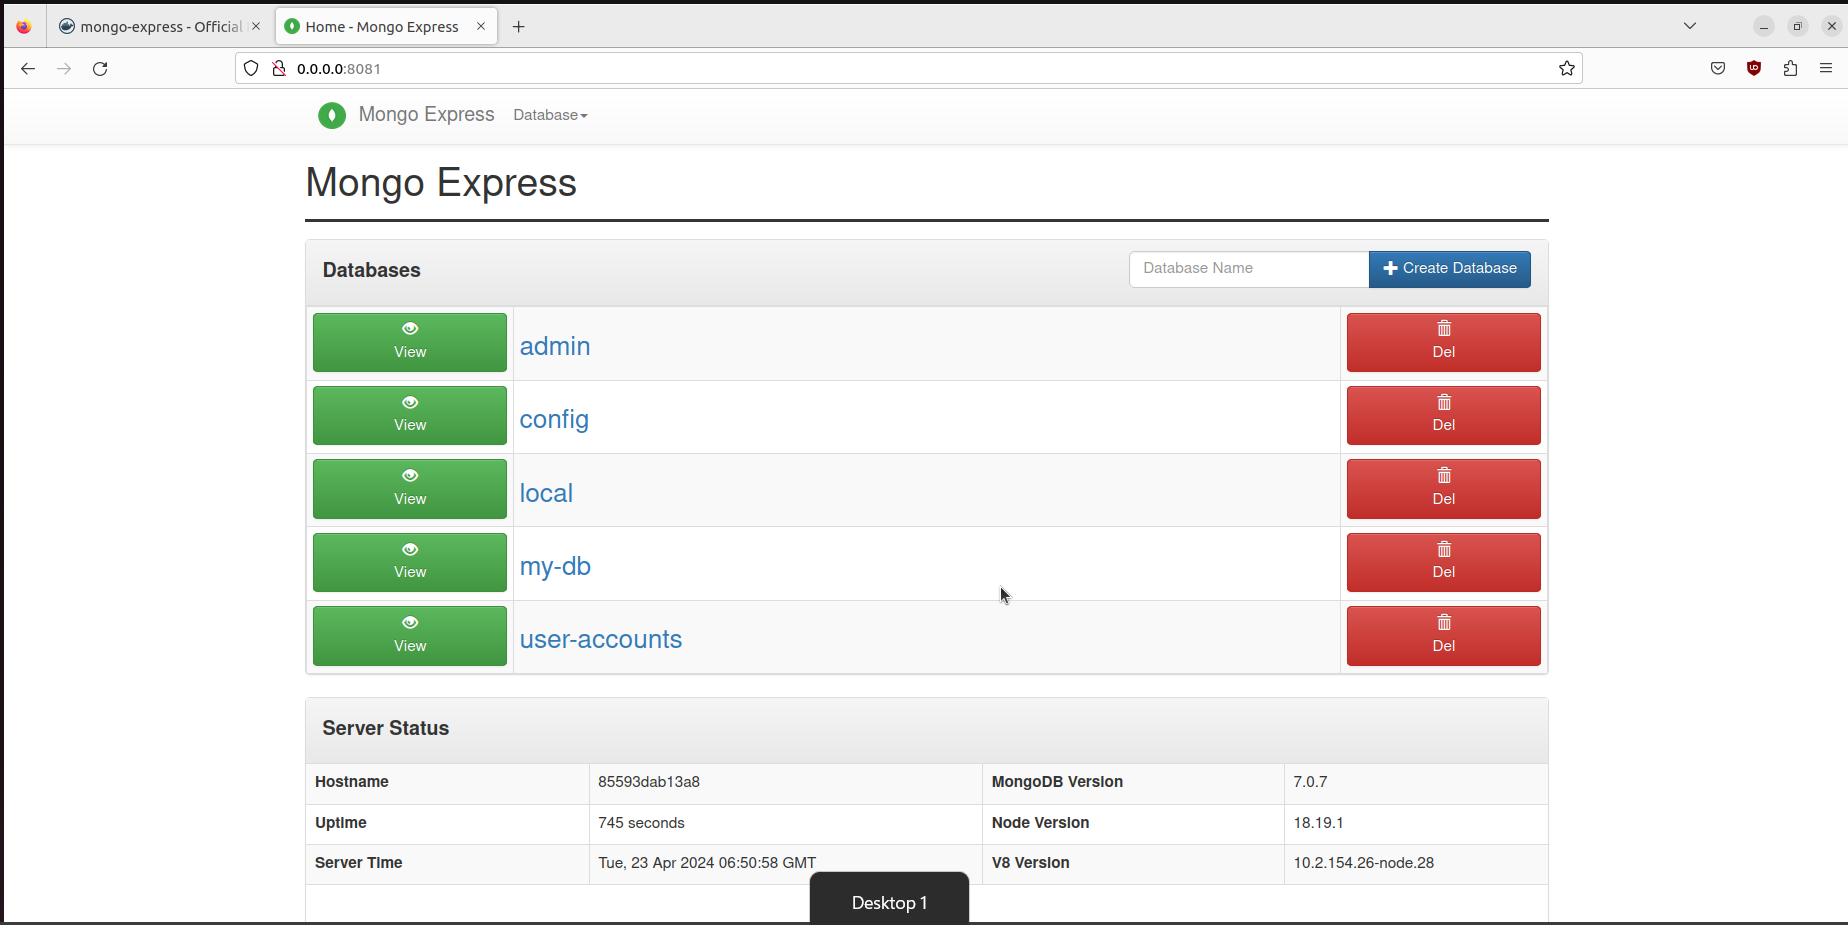 mongo-express - Official
Home - Mongo Express
0.0.0.0:8081
Mongo Express
Database
Mongo Express
Databases
Database Name
Create Database
View
admin
Del
View
config
Del
View
local
Del
View
my-db
Del
View
user-accounts
Del
Server Status
Hostname 85593dab13a8 MongoDB Version 7.0.7
Uptime 745 seconds Node Version 18.19.1
Server Time Tue, 23 Apr 2024 06:50:58 GMT V8 Version 10.2.154.26-node.28
Desktop 1